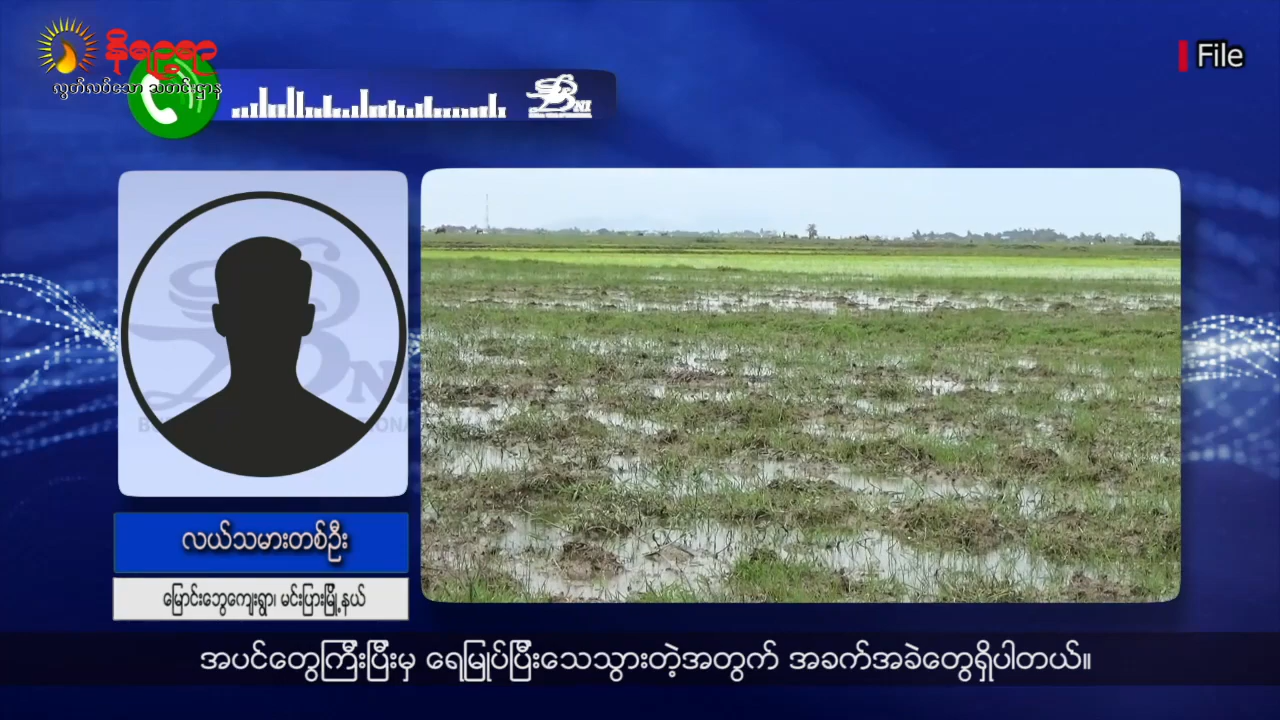 နိရဉ္စရာ
လွတ်လပ်သော သတင်းဌာန
BNI
File
လယ်သမားတစ်ဦး
မြောင်းဘွေကျေးရွာ၊ မင်းပြားမြို့နယ်
အပင်တွေကြီးပြီးမှ ရေမြုပ်ပြီးသေသွားတဲ့အတွက် အခက်အခဲတွေရှိပါတယ်။